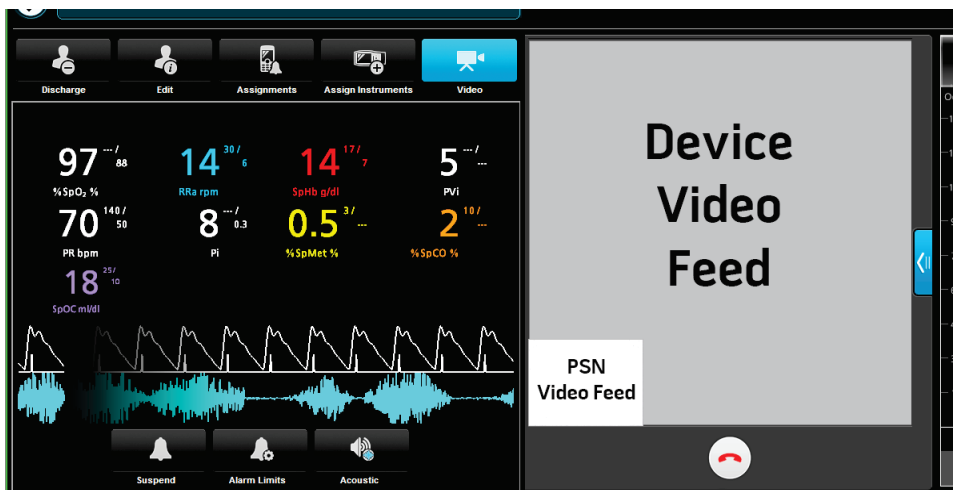 Discharge Edit Assignments Assign Instruments Video
97 ---/ 88 14 30/ 6 14 17/ 7 5 ---/ ---
%SpO₂ % RRa rpm SpHb g/dl PVi
70 140/ 50 8 ---/ 0.3 0.5 3/ --- 2 10/ ---
PR bpm Pi %SpMet % %SpCO %
18 25/ 10
SpOC ml/dl
Suspend Alarm Limits Acoustic
Device
Video
Feed
PSN
Video Feed